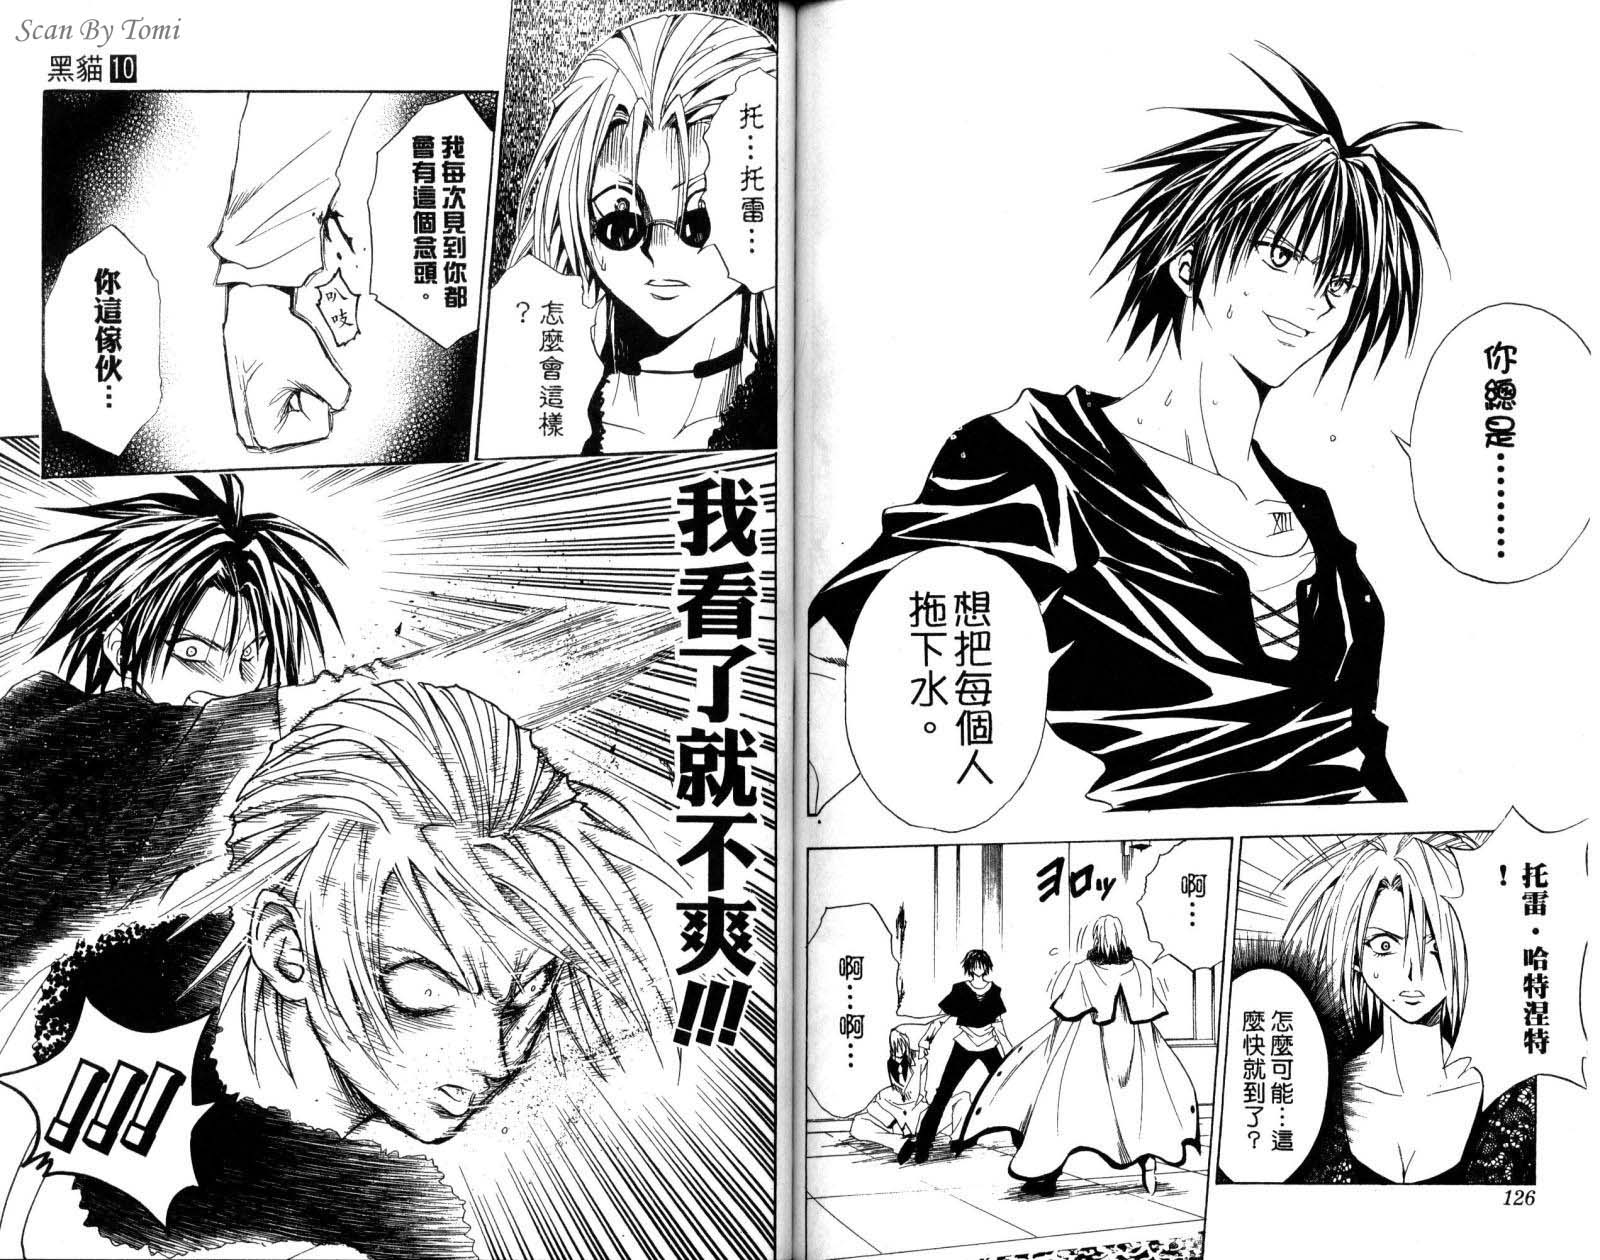 你總是………
想把每個人
拖下水。
托雷・哈特涅特
！
怎麼可能…這
麼快就到了？
啊…
ヨロッ
啊…啊…
126
Scan By Tomi
黑貓10
托…托雷…
怎麼會這樣
？
我每次見到你都
會有這個念頭。
叭吱
你這傢伙…
我看了就不爽!!!
!!!
XIII